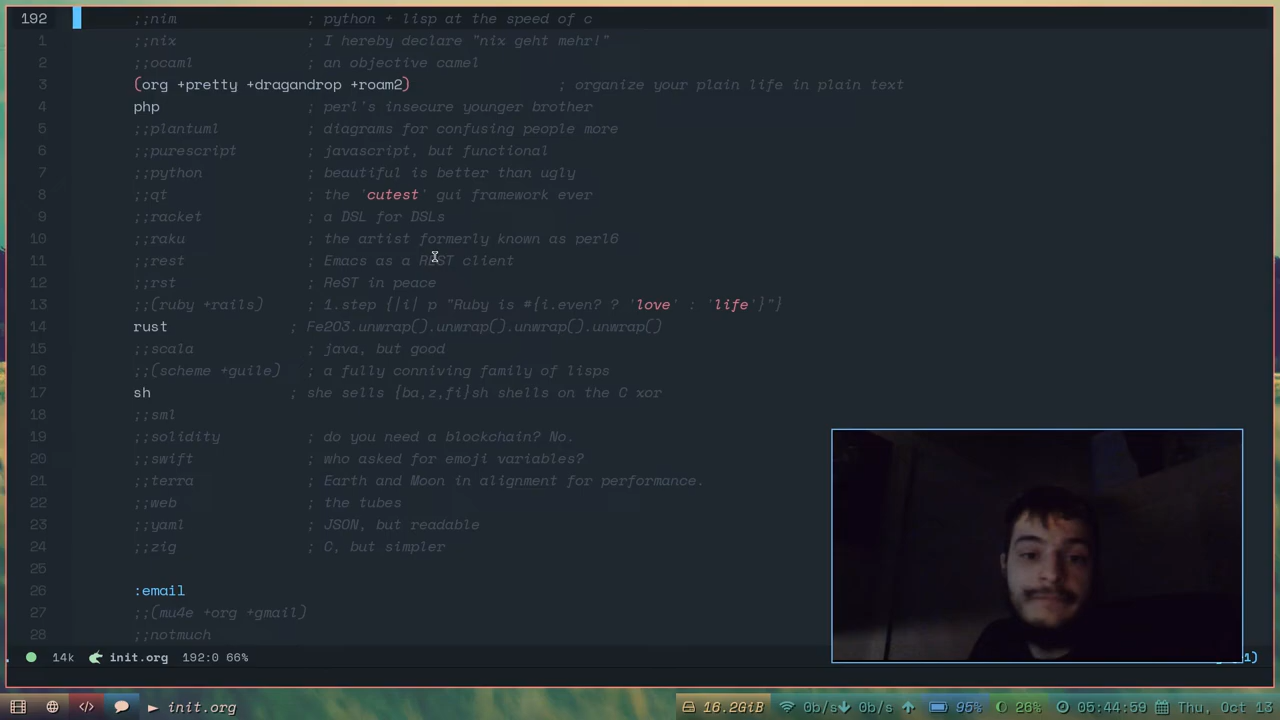 192 ;;nim ; python + lisp at the speed of c
1 ;;nix ; I hereby declare "nix geht mehr!"
2 ;;ocaml ; an objective camel
3 (org +pretty +dragandrop +roam2) ; organize your plain life in plain text
4 php ; perl's insecure younger brother
5 ;;plantuml ; diagrams for confusing people more
6 ;;purescript ; javascript, but functional
7 ;;python ; beautiful is better than ugly
8 ;;qt ; the 'cutest' gui framework ever
9 ;;racket ; a DSL for DSLs
10 ;;raku ; the artist formerly known as perl6
11 ;;rest ; Emacs as a REST client
12 ;;rst ; ReST in peace
13 ;;(ruby +rails) ; 1.step {|i| p "Ruby is #{i.even? ? 'love' : 'life'}"}
14 rust ; Fe2O3.unwrap().unwrap().unwrap().unwrap()
15 ;;scala ; java, but good
16 ;;(scheme +guile) ; a fully conniving family of lisps
17 sh ; she sells {ba,z,fi}sh shells on the C xor
18 ;;sml
19 ;;solidity ; do you need a blockchain? No.
20 ;;swift ; who asked for emoji variables?
21 ;;terra ; Earth and Moon in alignment for performance.
22 ;;web ; the tubes
23 ;;yaml ; JSON, but readable
24 ;;zig ; C, but simpler
25
26 :email
27 ;;(mu4e +org +gmail)
28 ;;notmuch
14k init.org 192:0 66%
► init.org 16.2GiB 0b/s↓ 0b/s ↑ 95% 26% 05:44:59 Thu, Oct 13